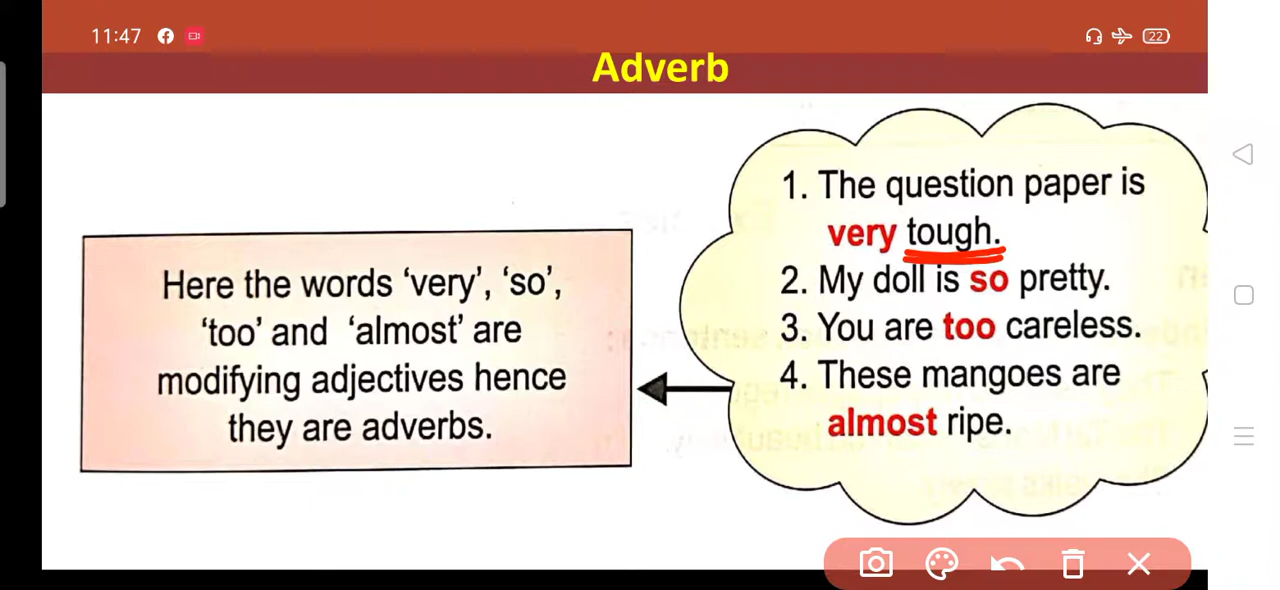 11:47
22
Adverb
1. The question paper is
very tough.
2. My doll is so pretty.
3. You are too careless.
4. These mangoes are
almost ripe.
Here the words ‘very’, ‘so’,
‘too’ and ‘almost’ are
modifying adjectives hence
they are adverbs.